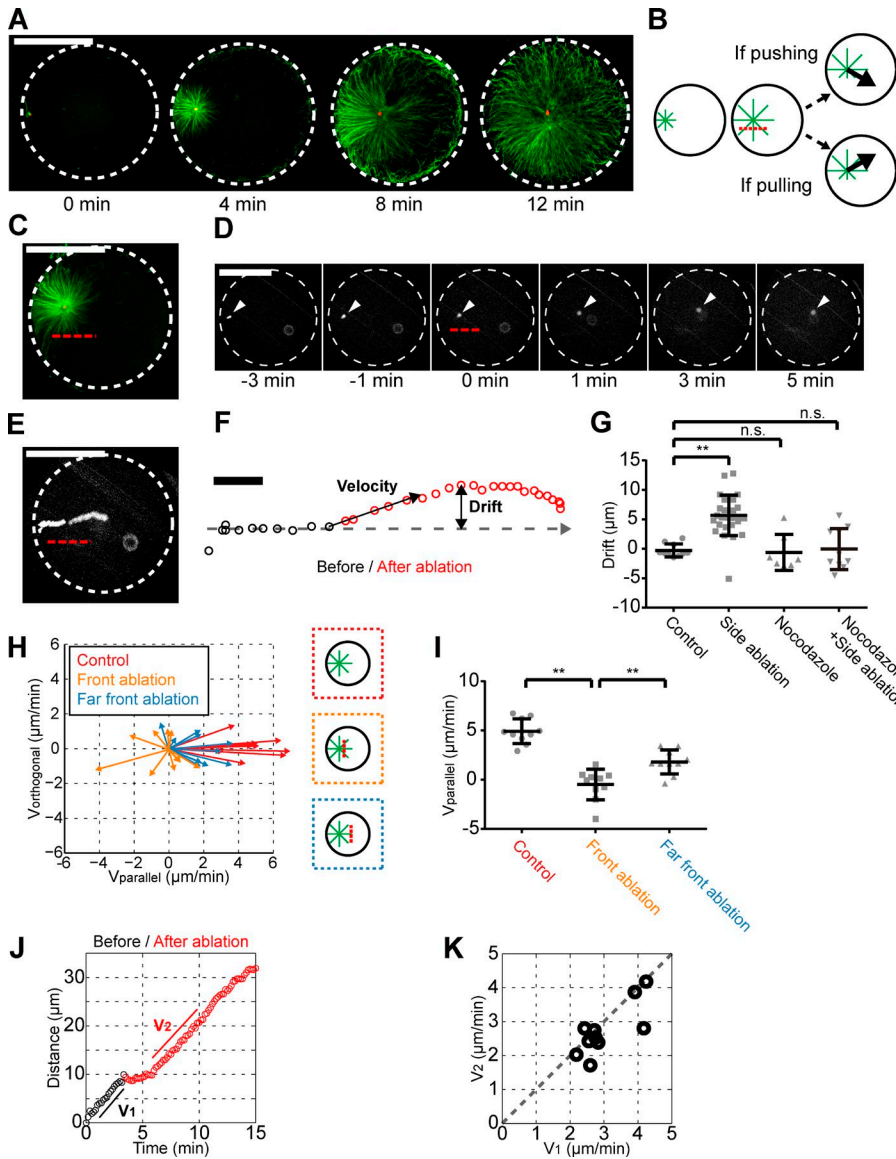 A
0 min
4 min
8 min
12 min
B
If pushing
If pulling
C
D
-3 min
-1 min
0 min
1 min
3 min
5 min
E
F
Velocity
Drift
Before / After ablation
G
n.s.
n.s.
**
15
10
5
0
-5
-10
Drift (µm)
Control
Side ablation
Nocodazole
Nocodazole
+Side ablation
H
Control
Front ablation
Far front ablation
6
4
2
0
-2
-4
-6
Vorthogonal (µm/min)
-6
-4
-2
0
2
4
6
Vparallel (µm/min)
I
**
**
10
5
0
-5
Vparallel (µm/min)
Control
Front ablation
Far front ablation
J
Before / After ablation
30
20
10
0
Distance (µm)
V2
V1
0
5
10
15
Time (min)
K
5
4
3
2
1
0
V2 (µm/min)
0
1
2
3
4
5
V1 (µm/min)